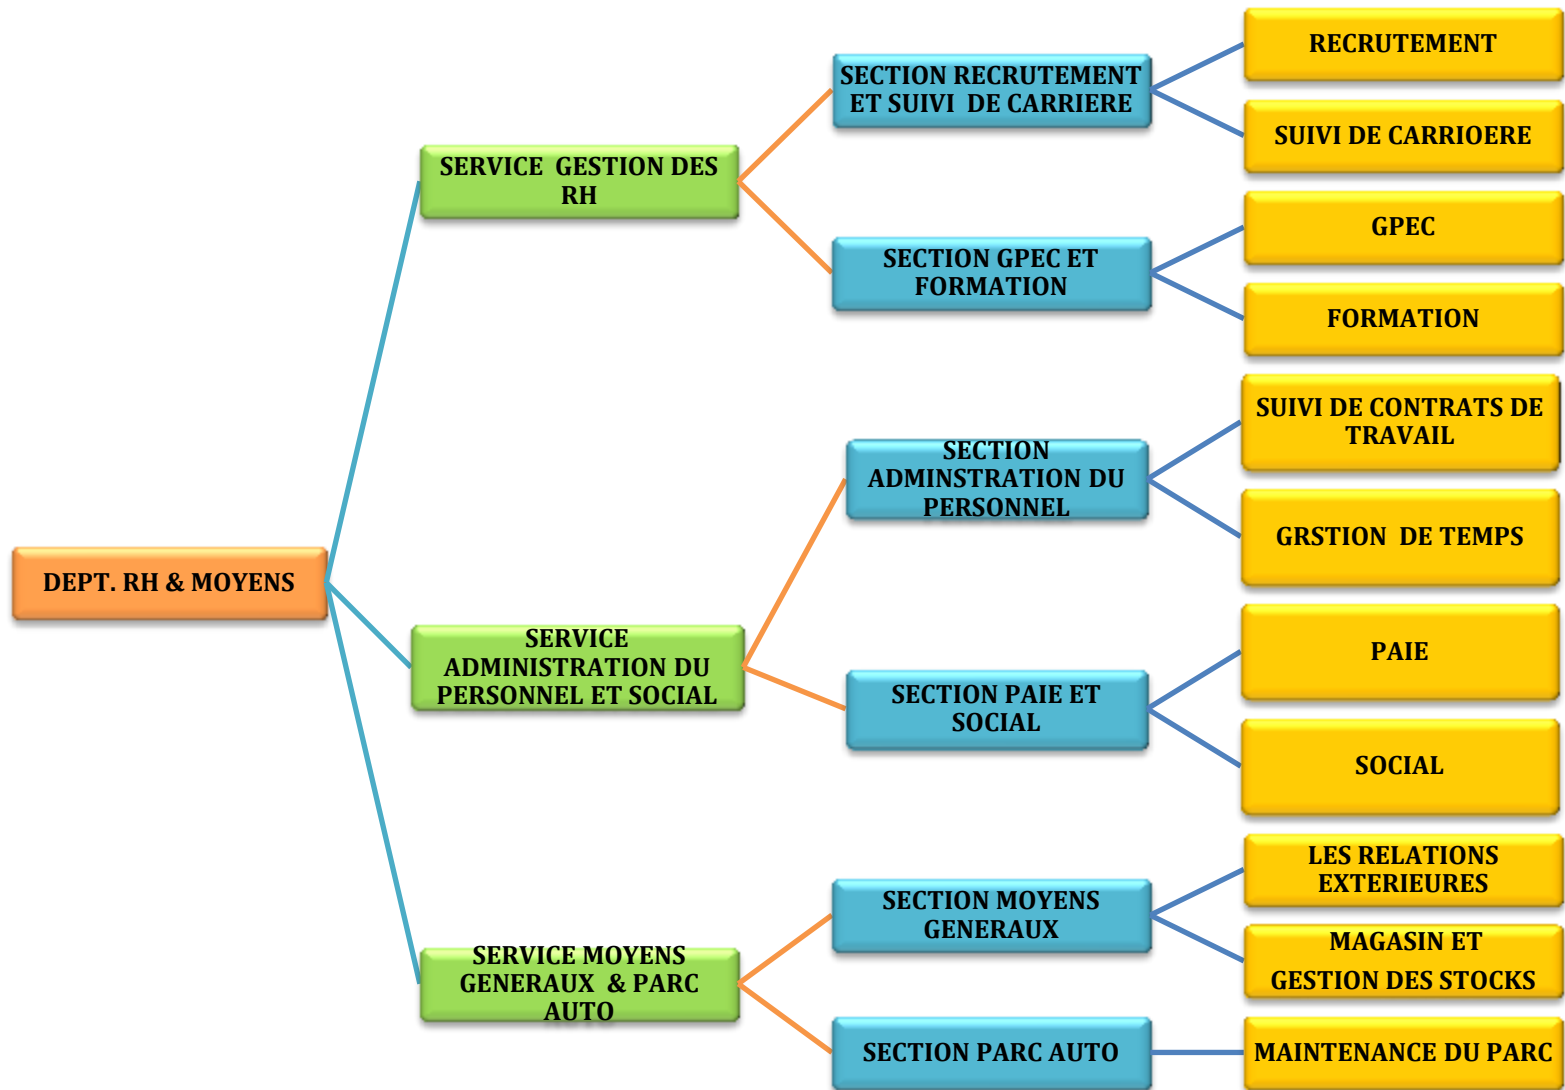 DEPT. RH & MOYENS
SERVICE  GESTION DES
RH
SECTION RECRUTEMENT
ET SUIVI  DE CARRIERE
RECRUTEMENT
SUIVI DE CARRIOERE
SECTION GPEC ET
FORMATION
GPEC
FORMATION
SERVICE
ADMINISTRATION DU
PERSONNEL ET SOCIAL
SECTION
ADMINSTRATION DU
PERSONNEL
SUIVI DE CONTRATS DE
TRAVAIL
GRSTION  DE TEMPS
SECTION PAIE ET
SOCIAL
PAIE
SOCIAL
SERVICE MOYENS
GENERAUX  & PARC
AUTO
SECTION MOYENS
GENERAUX
LES RELATIONS
EXTERIEURES
MAGASIN ET
GESTION DES STOCKS
SECTION PARC AUTO
MAINTENANCE DU PARC